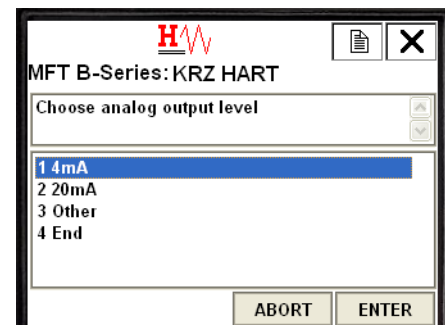 H
MFT B-Series: KRZ HART
Choose analog output level
1 4mA
2 20mA
3 Other
4 End
ABORT ENTER